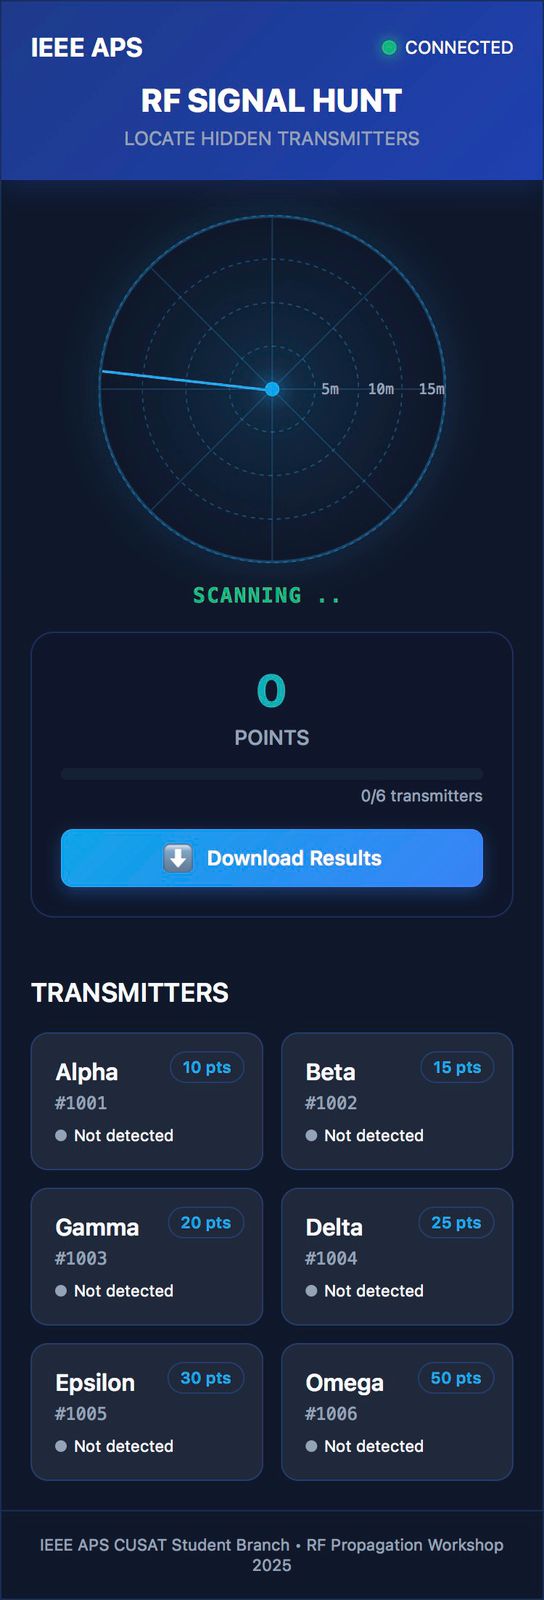 IEEE APS
CONNECTED
RF SIGNAL HUNT
LOCATE HIDDEN TRANSMITTERS
5m 10m 15m
SCANNING ..
0
POINTS
0/6 transmitters
Download Results
TRANSMITTERS
Alpha
10 pts
#1001
Not detected
Beta
15 pts
#1002
Not detected
Gamma
20 pts
#1003
Not detected
Delta
25 pts
#1004
Not detected
Epsilon
30 pts
#1005
Not detected
Omega
50 pts
#1006
Not detected
IEEE APS CUSAT Student Branch • RF Propagation Workshop
2025